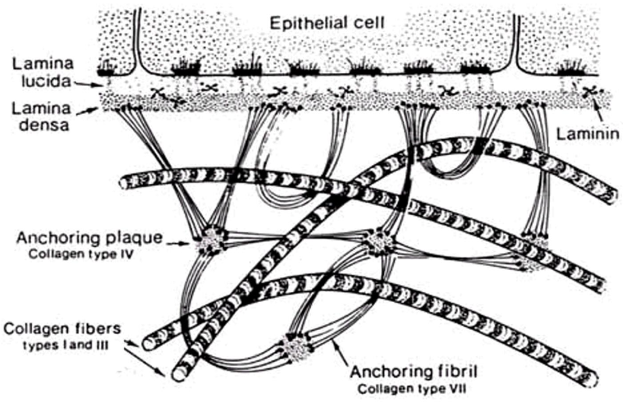 Epithelial cell
Lamina
lucida
Lamina
densa
Laminin
Anchoring plaque
Collagen type IV
Collagen fibers
types I and III
Anchoring fibril
Collagen type VII